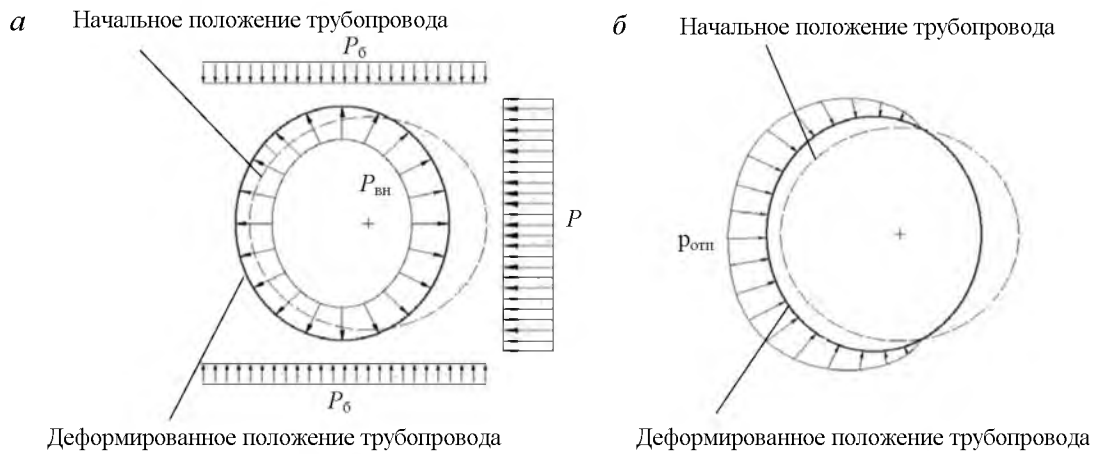 а
Начальное положение трубопровода
Pб
Pвн
P
Pб
Деформированное положение трубопровода
б
Начальное положение трубопровода
pотп
Деформированное положение трубопровода